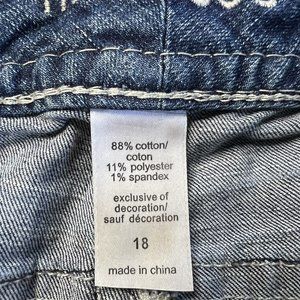 88% cotton/
coton
11% polyester
1% spandex
exclusive of
decoration/
sauf décoration
18
made in china